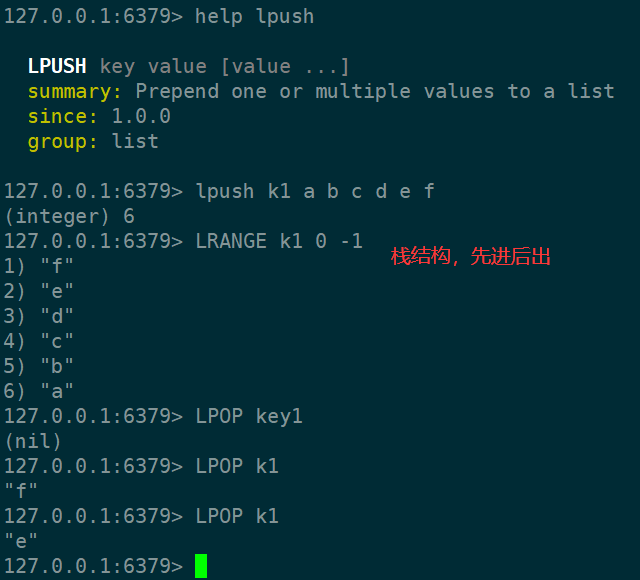 127.0.0.1:6379> help lpush
LPUSH key value [value ...]
summary: Prepend one or multiple values to a list
since: 1.0.0
group: list
127.0.0.1:6379> lpush k1 a b c d e f
(integer) 6
127.0.0.1:6379> LRANGE k1 0 -1
栈结构，先进后出
1) "f"
2) "e"
3) "d"
4) "c"
5) "b"
6) "a"
127.0.0.1:6379> LPOP key1
(nil)
127.0.0.1:6379> LPOP k1
"f"
127.0.0.1:6379> LPOP k1
"e"
127.0.0.1:6379>